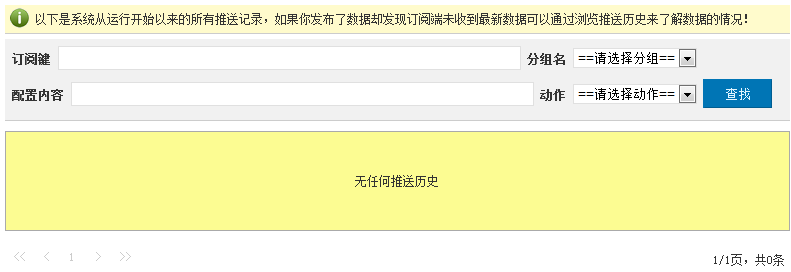 以下是系统从运行开始以来的所有推送记录，如果你发布了数据却发现订阅端未收到最新数据可以通过浏览推送历史来了解数据的情况！
订阅键 分组名 ==请选择分组==
配置内容 动作 ==请选择动作== 查找
无任何推送历史
1 1/1页，共0条